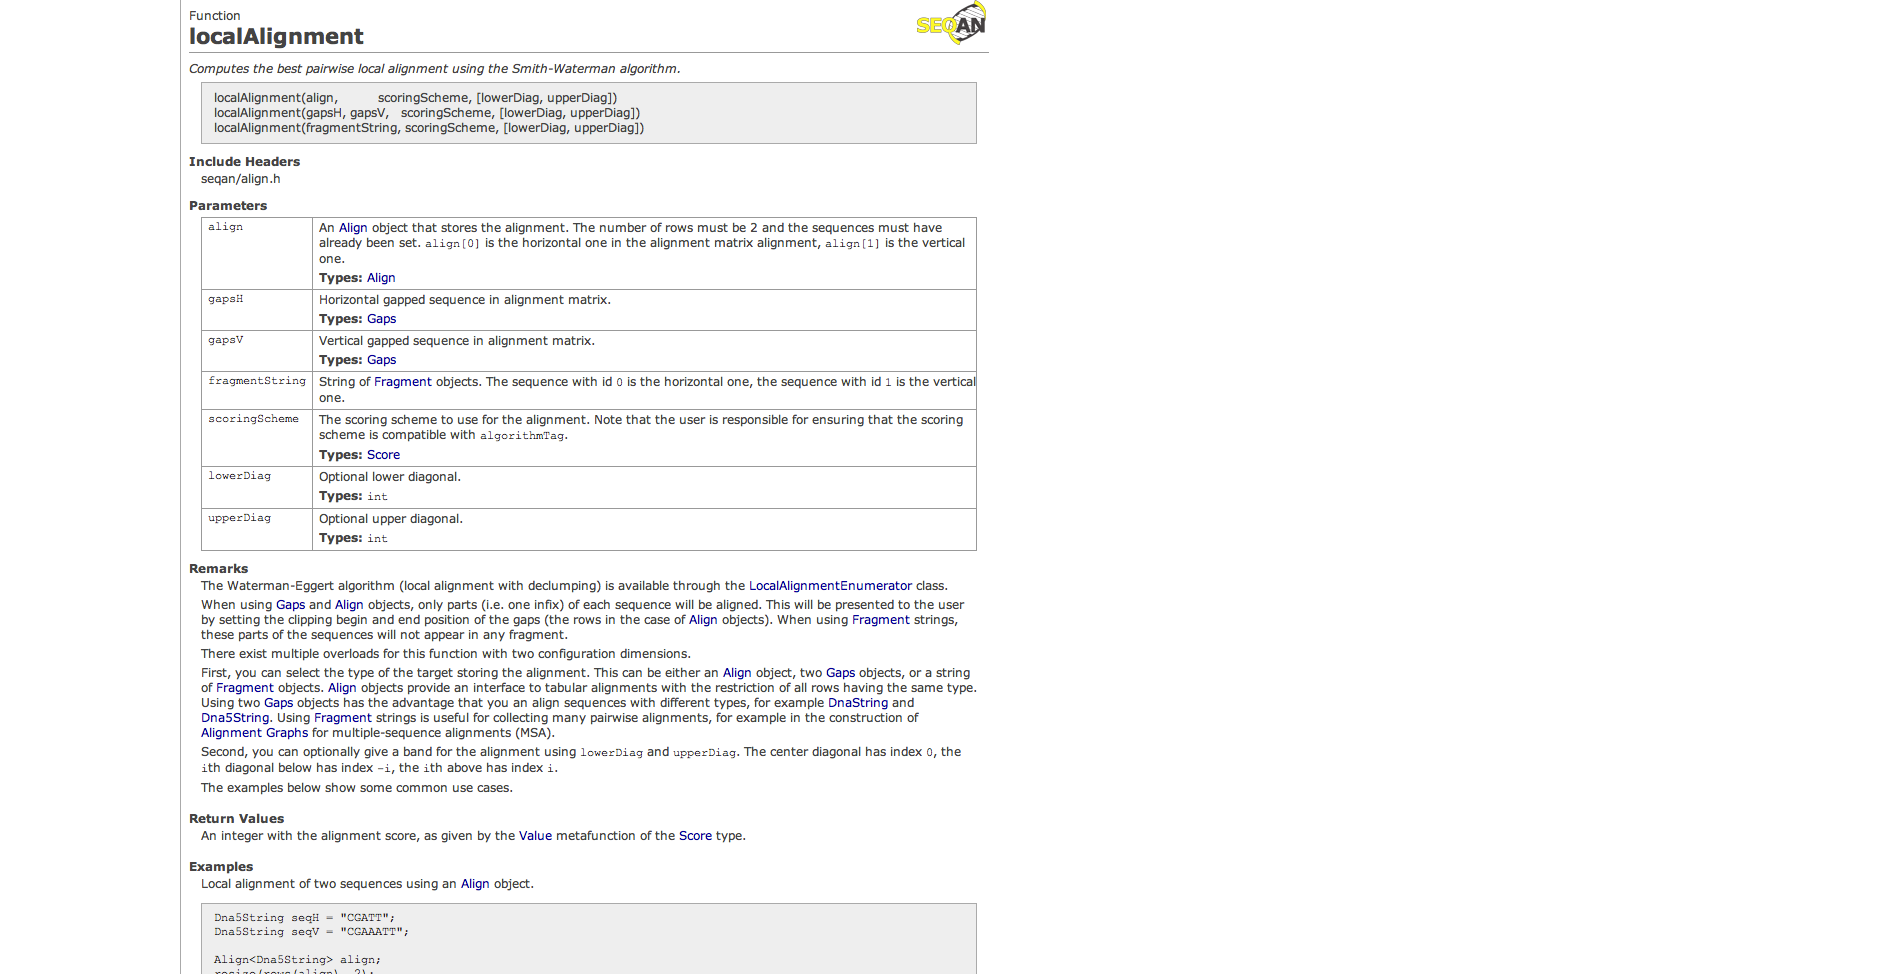 Function
localAlignment
SEQAN
Computes the best pairwise local alignment using the Smith-Waterman algorithm.
localAlignment(align, scoringScheme, [lowerDiag, upperDiag])
localAlignment(gapsH, gapsV, scoringScheme, [lowerDiag, upperDiag])
localAlignment(fragmentString, scoringScheme, [lowerDiag, upperDiag])
Include Headers
seqan/align.h
Parameters
align
An Align object that stores the alignment. The number of rows must be 2 and the sequences must have
already been set. align[0] is the horizontal one in the alignment matrix alignment, align[1] is the vertical
one.
Types: Align
gapsH
Horizontal gapped sequence in alignment matrix.
Types: Gaps
gapsV
Vertical gapped sequence in alignment matrix.
Types: Gaps
fragmentString
String of Fragment objects. The sequence with id 0 is the horizontal one, the sequence with id 1 is the vertical
one.
scoringScheme
The scoring scheme to use for the alignment. Note that the user is responsible for ensuring that the scoring
scheme is compatible with algorithmTag.
Types: Score
lowerDiag
Optional lower diagonal.
Types: int
upperDiag
Optional upper diagonal.
Types: int
Remarks
The Waterman-Eggert algorithm (local alignment with declumping) is available through the LocalAlignmentEnumerator class.
When using Gaps and Align objects, only parts (i.e. one infix) of each sequence will be aligned. This will be presented to the user
by setting the clipping begin and end position of the gaps (the rows in the case of Align objects). When using Fragment strings,
these parts of the sequences will not appear in any fragment.
There exist multiple overloads for this function with two configuration dimensions.
First, you can select the type of the target storing the alignment. This can be either an Align object, two Gaps objects, or a string
of Fragment objects. Align objects provide an interface to tabular alignments with the restriction of all rows having the same type.
Using two Gaps objects has the advantage that you an align sequences with different types, for example DnaString and
Dna5String. Using Fragment strings is useful for collecting many pairwise alignments, for example in the construction of
Alignment Graphs for multiple-sequence alignments (MSA).
Second, you can optionally give a band for the alignment using lowerDiag and upperDiag. The center diagonal has index 0, the
ith diagonal below has index -i, the ith above has index i.
The examples below show some common use cases.
Return Values
An integer with the alignment score, as given by the Value metafunction of the Score type.
Examples
Local alignment of two sequences using an Align object.
Dna5String seqH = "CGATT";
Dna5String seqV = "CGAAATT";
Align<Dna5String> align;
resize(rows(align), 2);